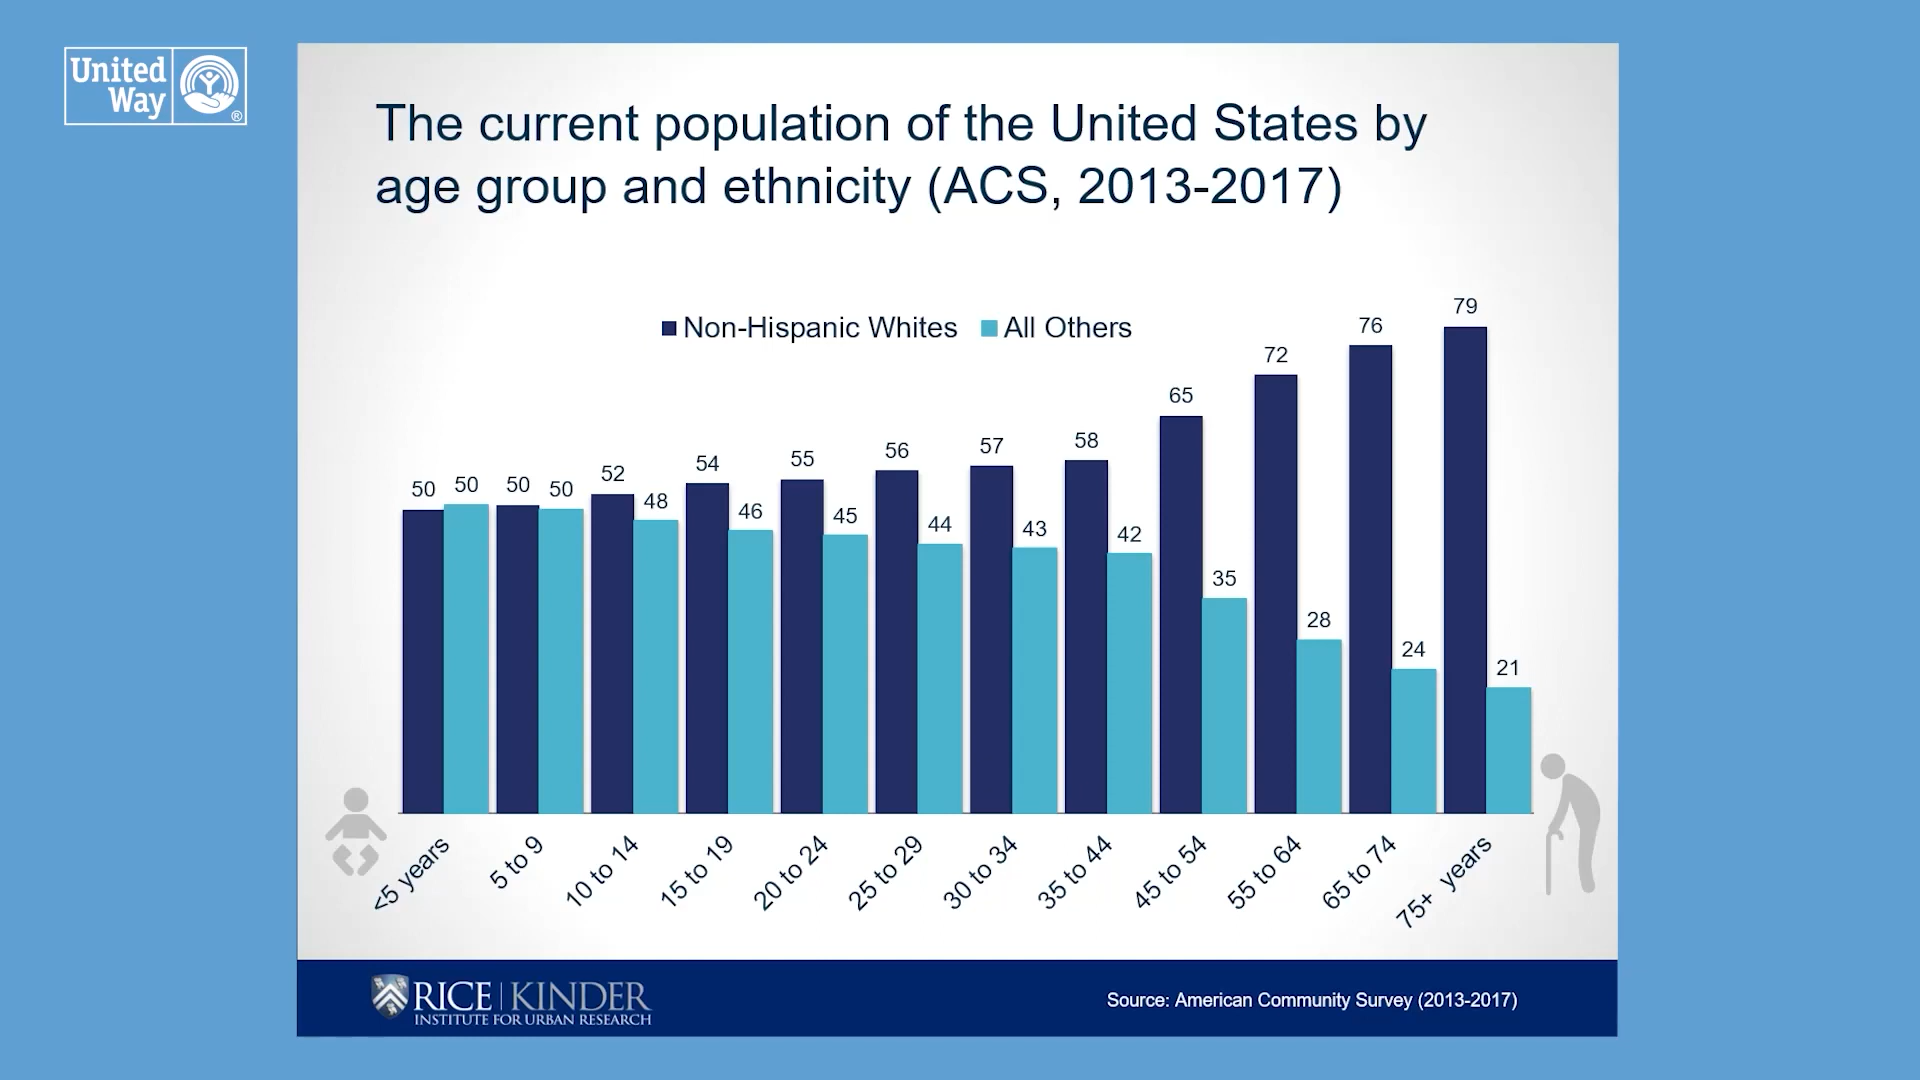 United
Way
®
The current population of the United States by
age group and ethnicity (ACS, 2013-2017)
Non-Hispanic Whites All Others
50 50 50 50 52 48 54 46 55 45 56 44 57 43 58 42 65 35 72 28 76 24 79 21
<5 years 5 to 9 10 to 14 15 to 19 20 to 24 25 to 29 30 to 34 35 to 44 45 to 54 55 to 64 65 to 74 75+ years
RICE | KINDER
INSTITUTE FOR URBAN RESEARCH
Source: American Community Survey (2013-2017)